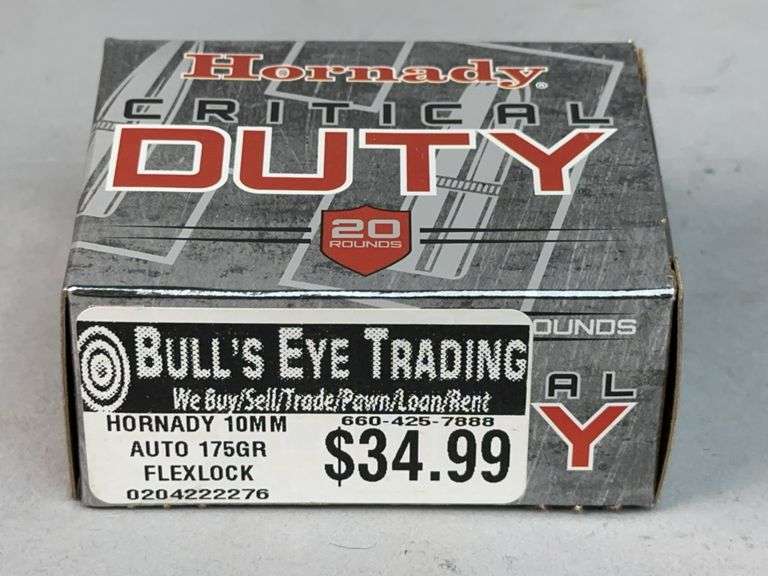 Hornady®
CRITICAL
DUTY
20
ROUNDS
OUNDS
AL
Y
BULL'S EYE TRADING
We Buy/Sell/Trade/Pawn/Loan/Rent
HORNADY 10MM 660-425-7888
AUTO 175GR
FLEXLOCK
0204222276
$34.99